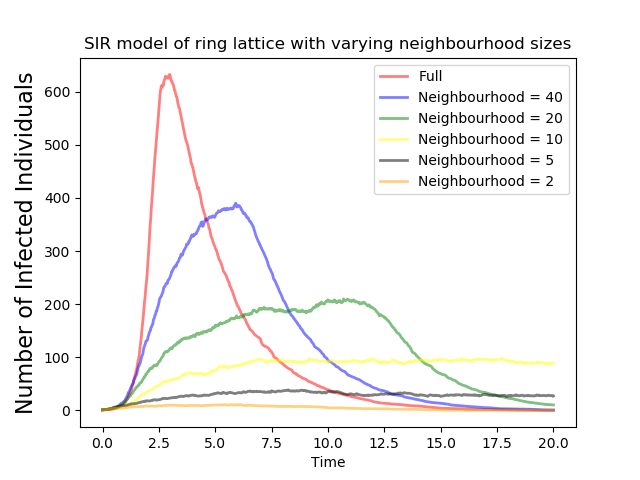 SIR model of ring lattice with varying neighbourhood sizes
Full
Neighbourhood = 40
Neighbourhood = 20
Neighbourhood = 10
Neighbourhood = 5
Neighbourhood = 2
Number of Infected Individuals
600
500
400
300
200
100
0
0.0 2.5 5.0 7.5 10.0 12.5 15.0 17.5 20.0
Time